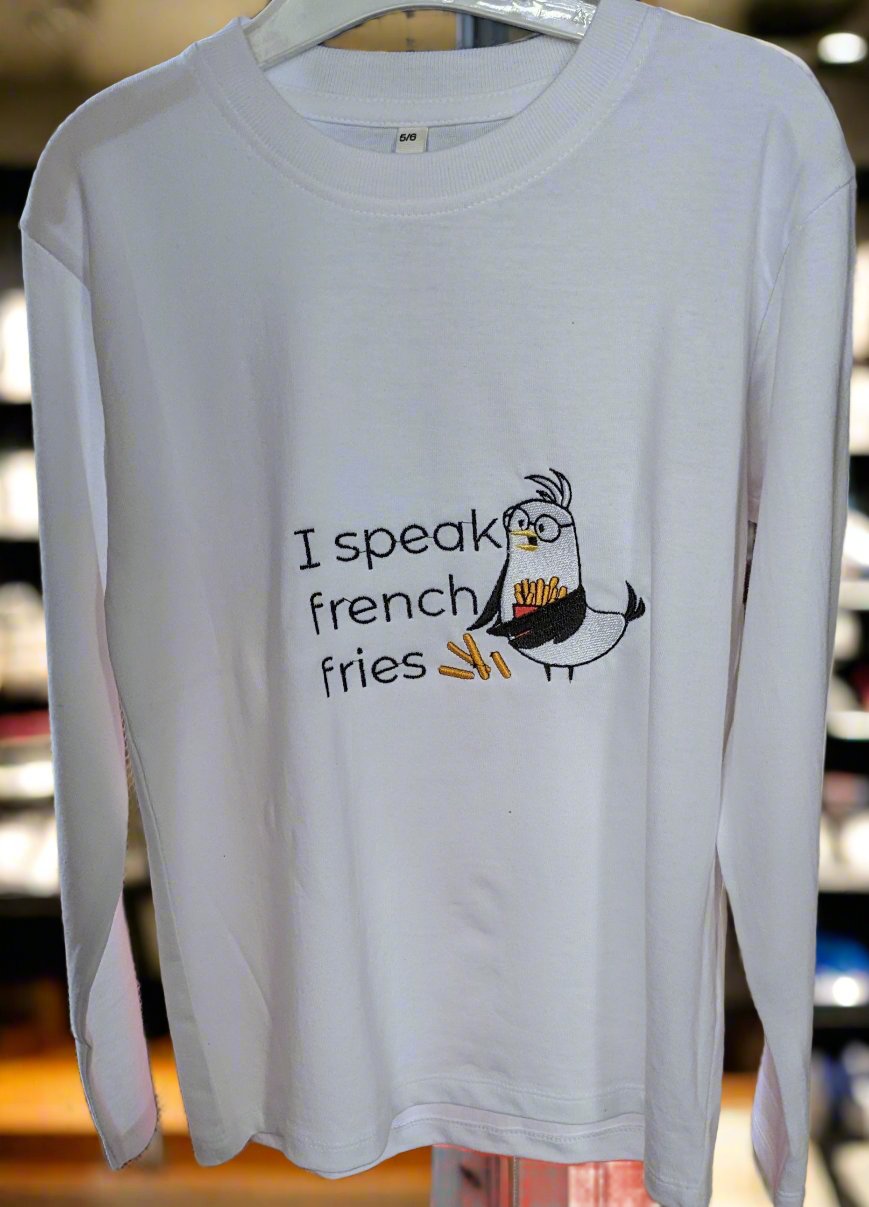 5/6
I speak
french
fries